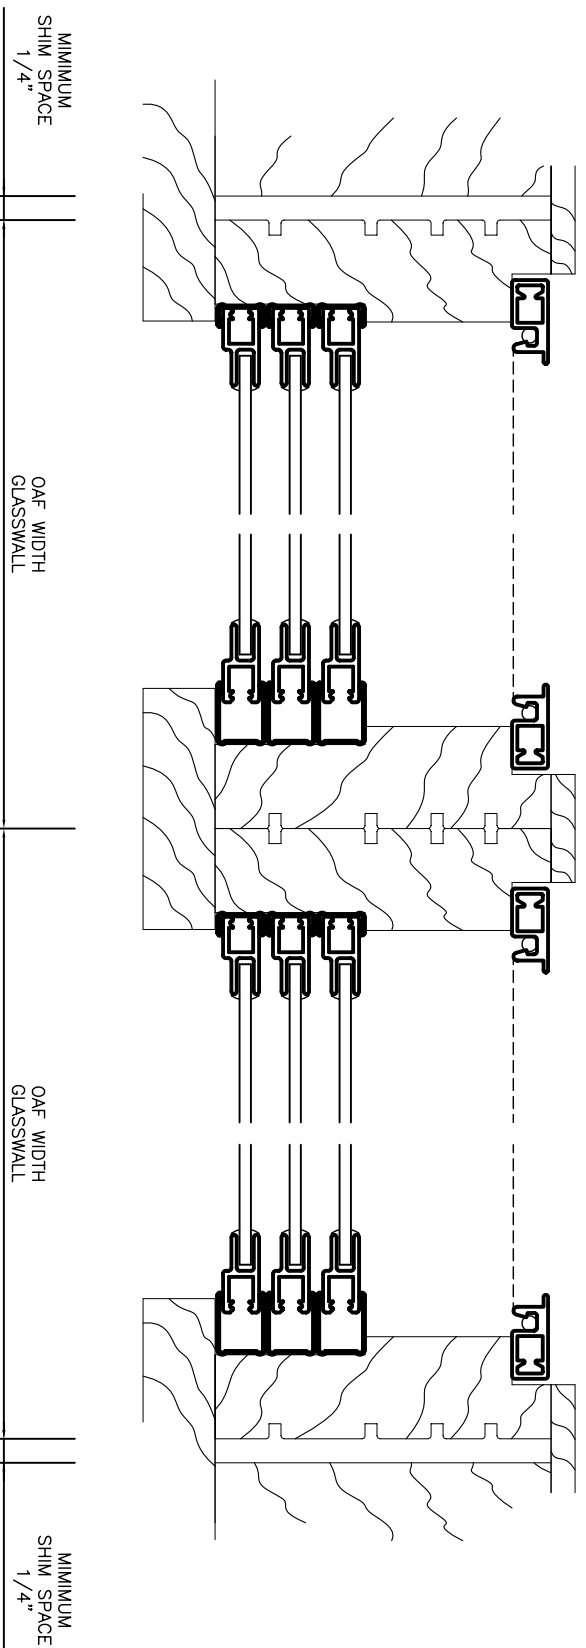 MIMIMUM
SHIM SPACE
1/4"
OAF WIDTH
GLASSWALL
OAF WIDTH
GLASSWALL
MIMIMUM
SHIM SPACE
1/4"